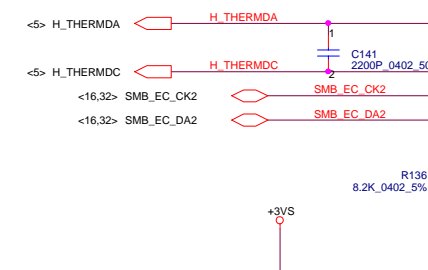 <5> H_THERMDA
H_THERMDA
1
C141
2200P_0402_50
<5> H_THERMDC
H_THERMDC
2
<16,32> SMB_EC_CK2
SMB_EC_CK2
<16,32> SMB_EC_DA2
SMB_EC_DA2
R136
8.2K_0402_5%
+3VS